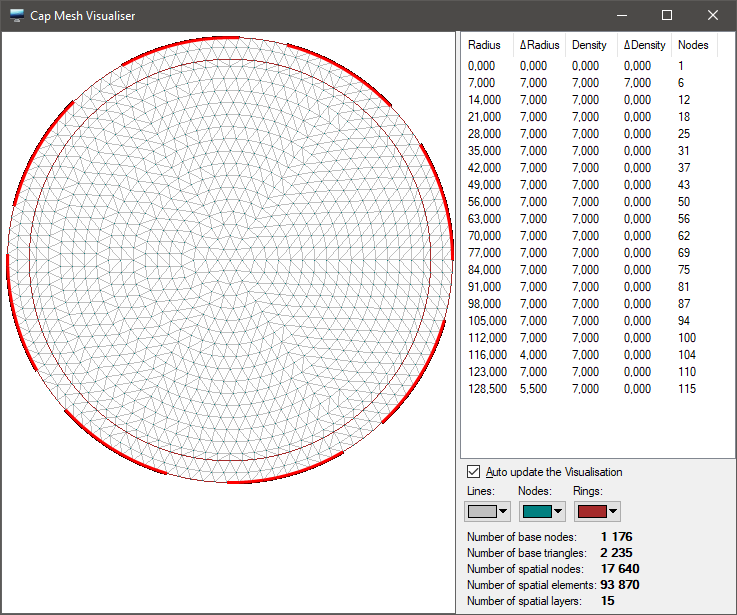 Cap Mesh Visualiser
Radius ΔRadius Density ΔDensity Nodes
0,000 0,000 0,000 0,000 1
7,000 7,000 7,000 7,000 6
14,000 7,000 7,000 0,000 12
21,000 7,000 7,000 0,000 18
28,000 7,000 7,000 0,000 25
35,000 7,000 7,000 0,000 31
42,000 7,000 7,000 0,000 37
49,000 7,000 7,000 0,000 43
56,000 7,000 7,000 0,000 50
63,000 7,000 7,000 0,000 56
70,000 7,000 7,000 0,000 62
77,000 7,000 7,000 0,000 69
84,000 7,000 7,000 0,000 75
91,000 7,000 7,000 0,000 81
98,000 7,000 7,000 0,000 87
105,000 7,000 7,000 0,000 94
112,000 7,000 7,000 0,000 100
116,000 4,000 7,000 0,000 104
123,000 7,000 7,000 0,000 110
128,500 5,500 7,000 0,000 115
Auto update the Visualisation
Lines: Nodes: Rings:
Number of base nodes: 1 176
Number of base triangles: 2 235
Number of spatial nodes: 17 640
Number of spatial elements: 93 870
Number of spatial layers: 15